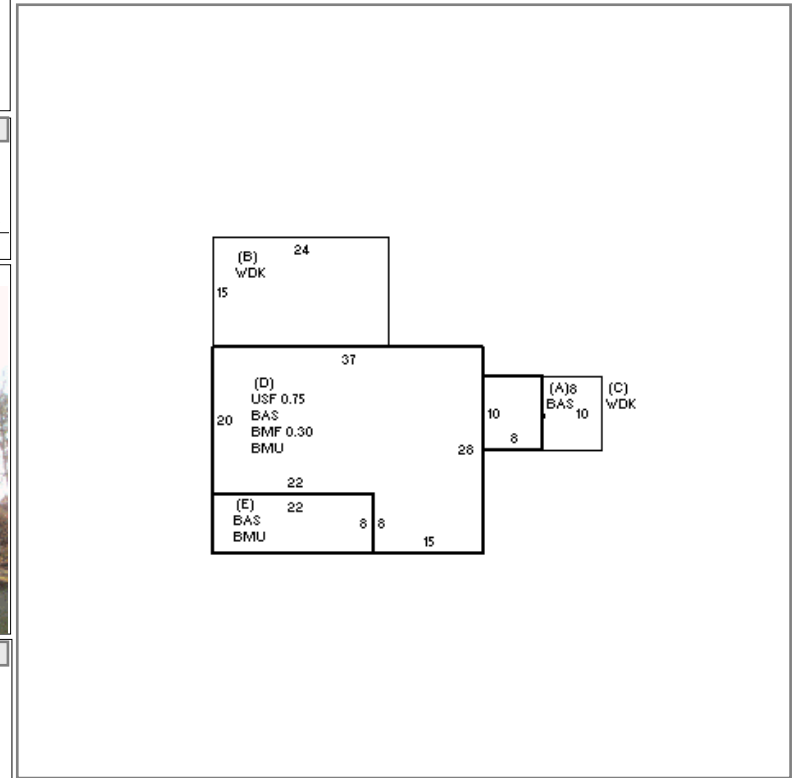 (B)
24
WDK
15
37
(D)
USF 0.75
BAS
BMF 0.30
BMU
20
28
22
(E)
22
BAS
BMU
8
8
15
10
8
(A)8
BAS
10
(C)
WDK